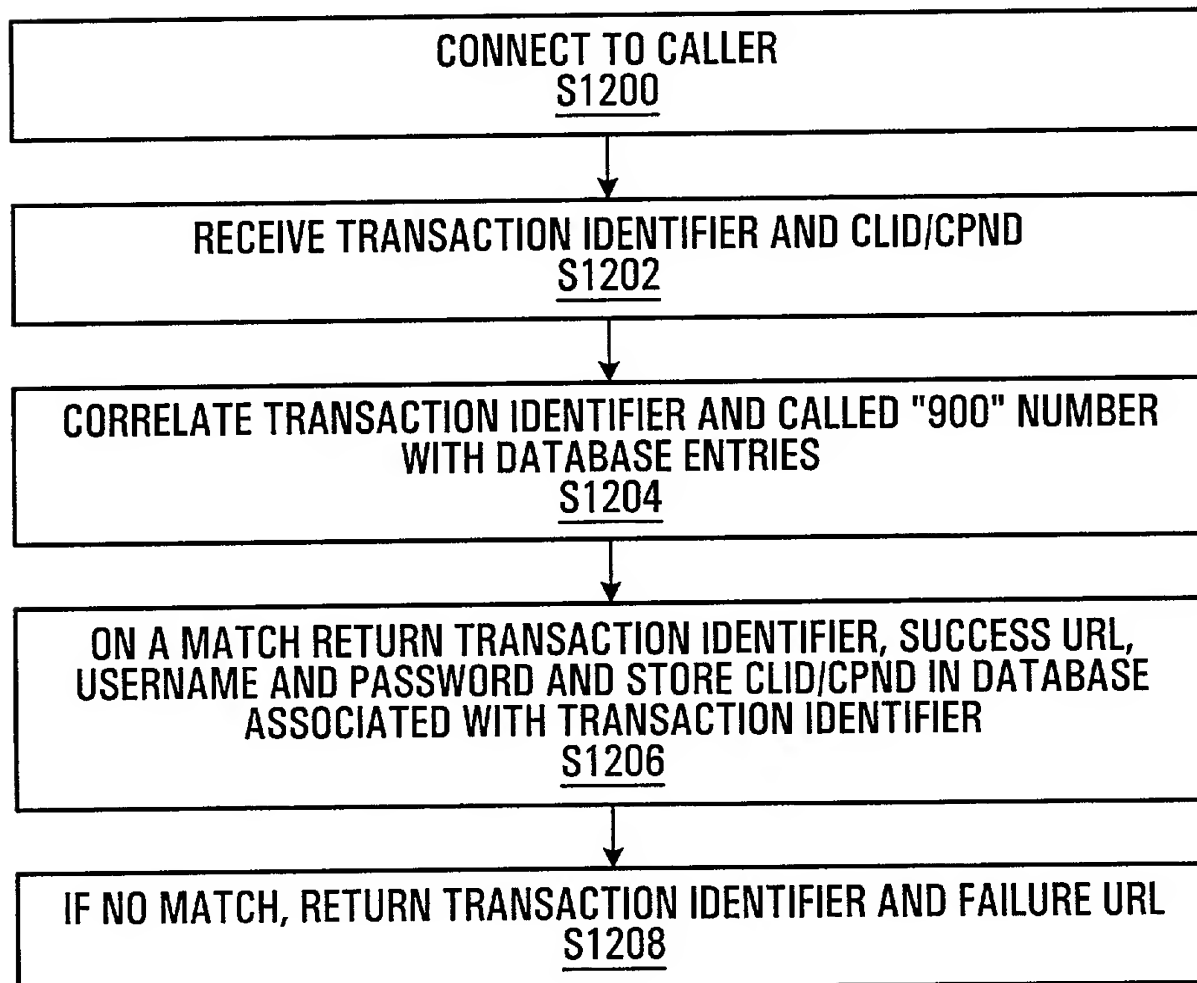 CONNECT TO CALLER
S1200
RECEIVE TRANSACTION IDENTIFIER AND CLID/CPND
S1202
CORRELATE TRANSACTION IDENTIFIER AND CALLED "900" NUMBER
WITH DATABASE ENTRIES
S1204
ON A MATCH RETURN TRANSACTION IDENTIFIER, SUCCESS URL,
USERNAME AND PASSWORD AND STORE CLID/CPND IN DATABASE
ASSOCIATED WITH TRANSACTION IDENTIFIER
S1206
IF NO MATCH, RETURN TRANSACTION IDENTIFIER AND FAILURE URL
S1208